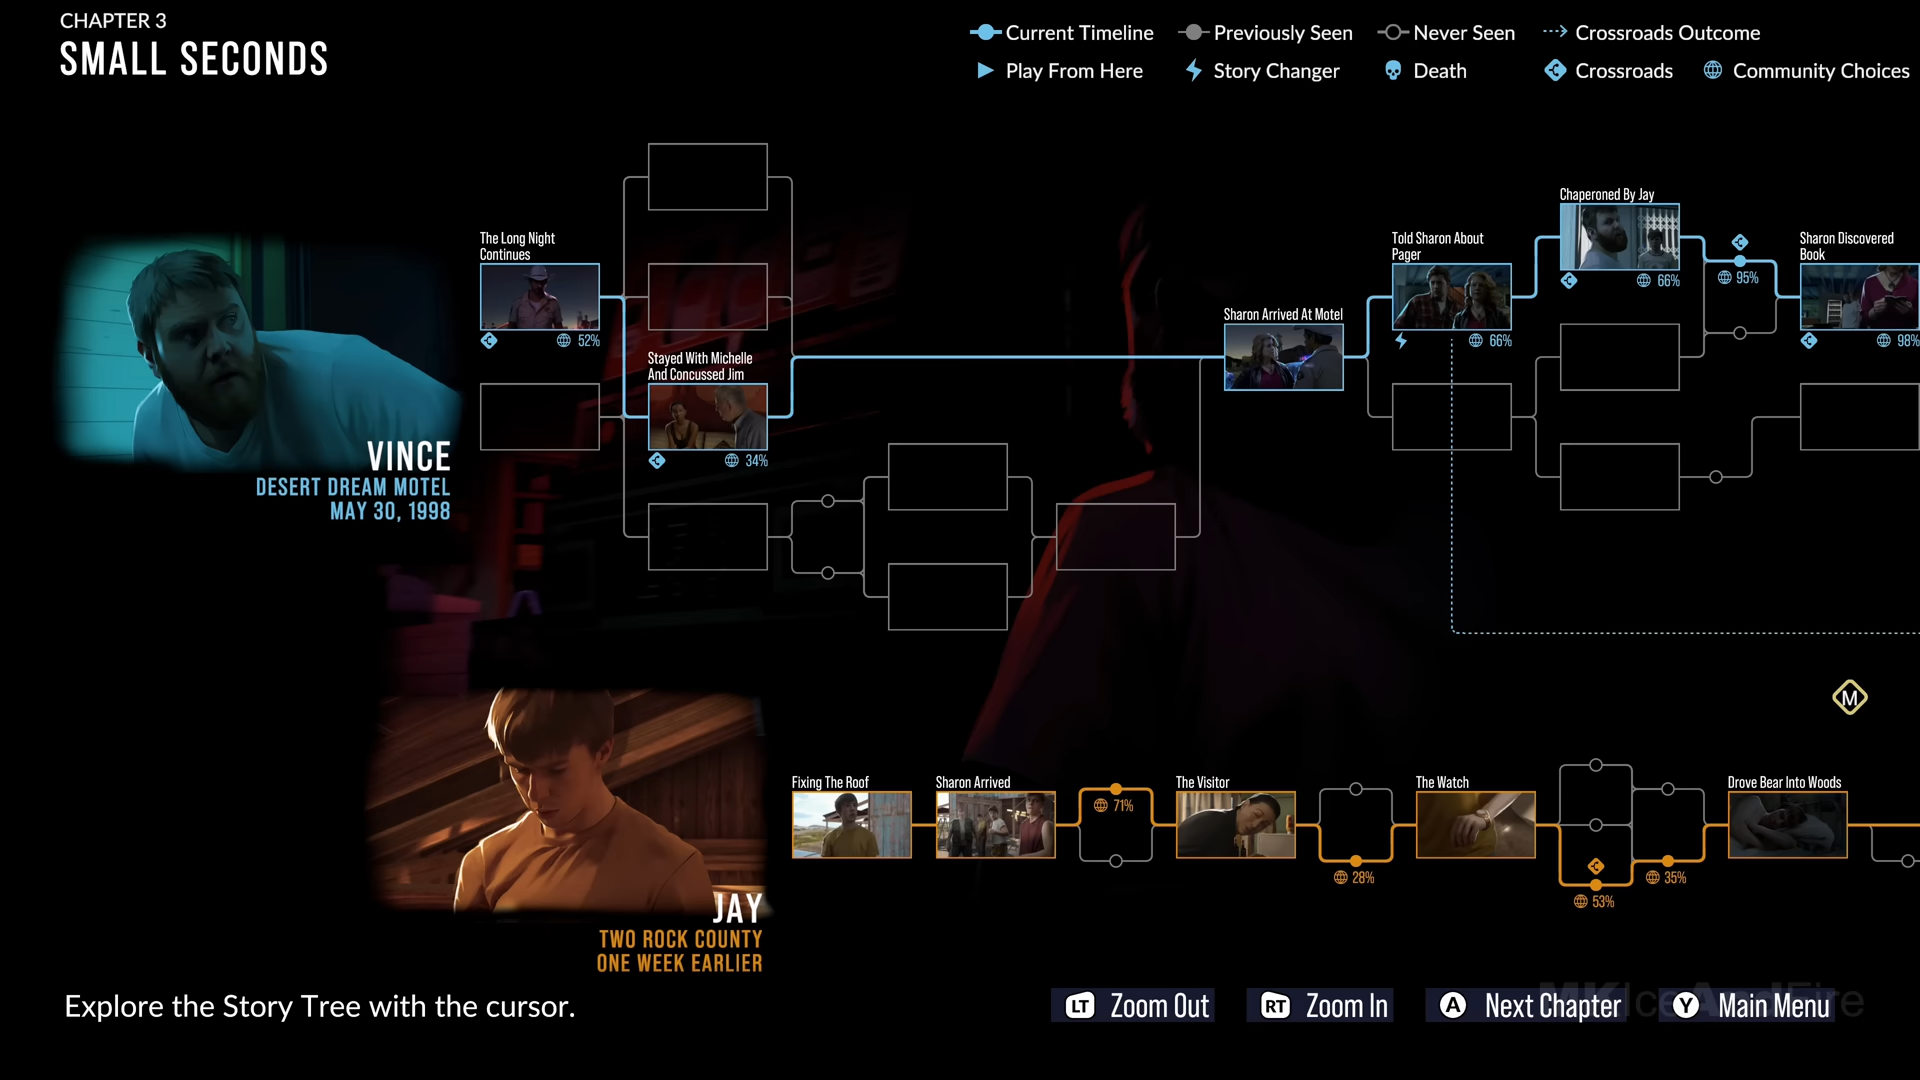 CHAPTER 3
SMALL SECONDS
Current Timeline
Previously Seen
Never Seen
Crossroads Outcome
Play From Here
Story Changer
Death
Crossroads
Community Choices
VINCE
DESERT DREAM MOTEL
MAY 30, 1998
The Long Night
Continues
52%
Stayed With Michelle
And Concussed Jim
34%
Sharon Arrived At Motel
Told Sharon About
Pager
66%
Chaperoned By Jay
66%
95%
Sharon Discovered
Book
98%
M
JAY
TWO ROCK COUNTY
ONE WEEK EARLIER
Fixing The Roof
Sharon Arrived
71%
The Visitor
28%
The Watch
53%
35%
Drove Bear Into Woods
Explore the Story Tree with the cursor.
LT Zoom Out
RT Zoom In
A Next Chapter
Y Main Menu
MKIceAndFire